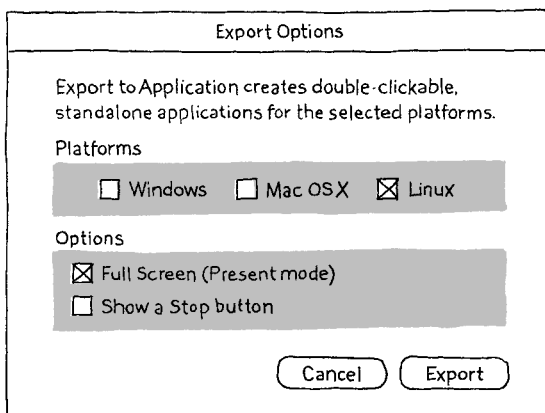 Export Options
Export to Application creates double-clickable,
standalone applications for the selected platforms.
Platforms
Windows Mac OS X Linux
Options
Full Screen (Present mode)
Show a Stop button
Cancel Export